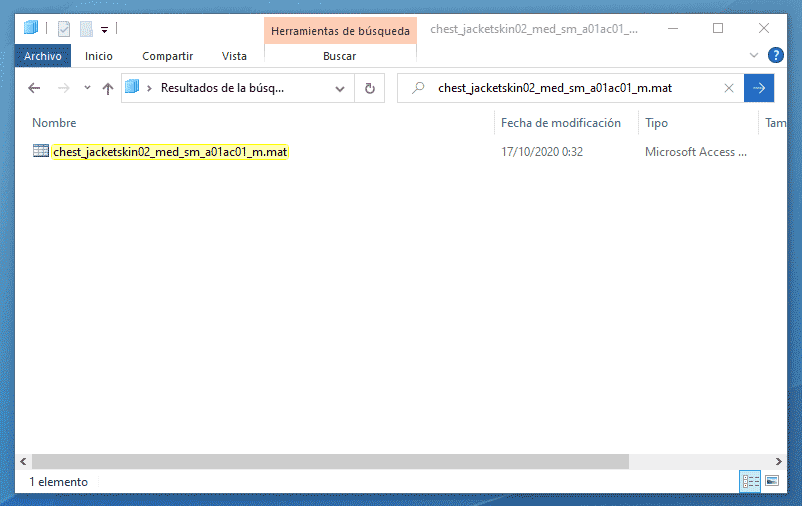 Herramientas de búsqueda
chest_jacketskin02_med_sm_a01ac01_...
Archivo
Inicio
Compartir
Vista
Buscar
?
Resultados de la búsq...
chest_jacketskin02_med_sm_a01ac01_m.mat
Nombre
Fecha de modificación
Tipo
Tam
chest_jacketskin02_med_sm_a01ac01_m.mat
17/10/2020 0:32
Microsoft Access ...
1 elemento